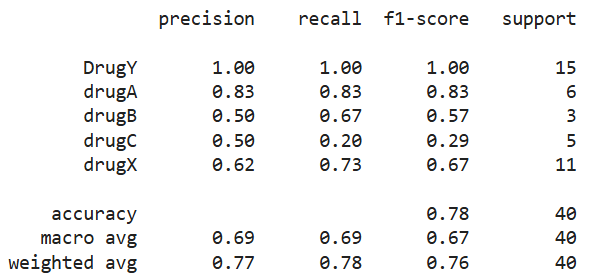 precision recall f1-score support
DrugY 1.00 1.00 1.00 15
drugA 0.83 0.83 0.83 6
drugB 0.50 0.67 0.57 3
drugC 0.50 0.20 0.29 5
drugX 0.62 0.73 0.67 11
accuracy 0.78 40
macro avg 0.69 0.69 0.67 40
weighted avg 0.77 0.78 0.76 40